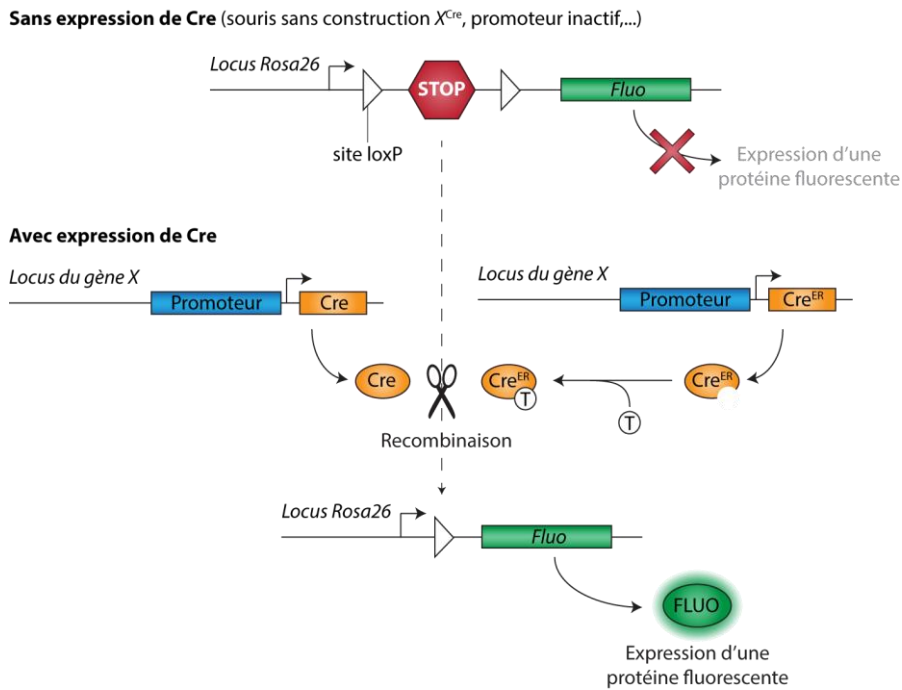 Sans expression de Cre (souris sans construction X^Cre, promoteur inactif,...)
Locus Rosa26
STOP
Fluo
site loxP
Expression d'une
protéine fluorescente
Avec expression de Cre
Locus du gène X
Locus du gène X
Promoteur
Cre
Promoteur
Cre^ER
Cre
Cre^ER
T
Cre^ER
T
Recombinaison
Locus Rosa26
Fluo
FLUO
Expression d'une
protéine fluorescente